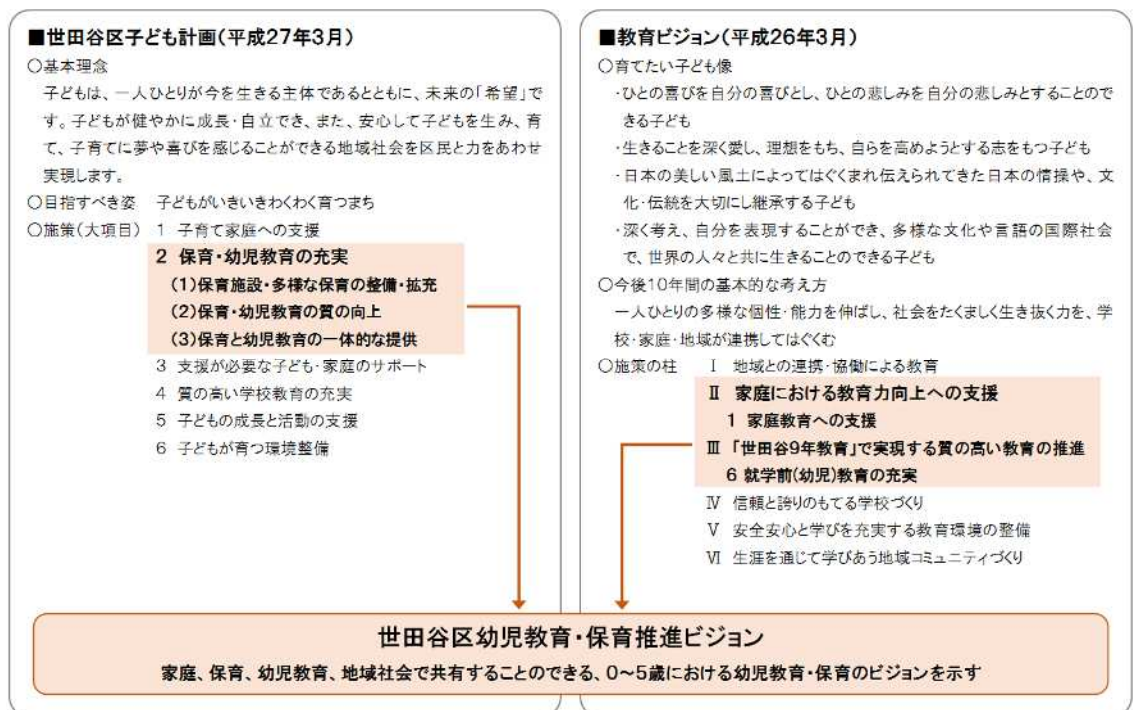 ■世田谷区子ども計画(平成27年3月)
○基本理念
子どもは、一人ひとりが今を生きる主体であるとともに、未来の「希望」で
す。子どもが健やかに成長・自立でき、また、安心して子どもを生み、育
て、子育てに夢や喜びを感じることができる地域社会を区民と力をあわせ
実現します。
○目指すべき姿 子どもがいきいきわくわく育つまち
○施策(大項目) 1 子育て家庭への支援
2 保育・幼児教育の充実
(1)保育施設・多様な保育の整備・拡充
(2)保育・幼児教育の質の向上
(3)保育と幼児教育の一体的な提供
3 支援が必要な子ども・家庭のサポート
4 質の高い学校教育の充実
5 子どもの成長と活動の支援
6 子どもが育つ環境整備
■教育ビジョン(平成26年3月)
○育てたい子ども像
・ひとの喜びを自分の喜びとし、ひとの悲しみを自分の悲しみとすることので
きる子ども
・生きることを深く愛し、理想をもち、自らを高めようとする志をもつ子ども
・日本の美しい風土によってはぐくまれ伝えられてきた日本の情操や、文
化・伝統を大切にし継承する子ども
・深く考え、自分を表現することができ、多様な文化や言語の国際社会
で、世界の人々と共に生きることのできる子ども
○今後10年間の基本的な考え方
一人ひとりの多様な個性・能力を伸ばし、社会をたくましく生き抜く力を、学
校・家庭・地域が連携してはぐくむ
○施策の柱 Ⅰ 地域との連携・協働による教育
Ⅱ 家庭における教育力向上への支援
1 家庭教育への支援
Ⅲ 「世田谷9年教育」で実現する質の高い教育の推進
6 就学前(幼児)教育の充実
Ⅳ 信頼と誇りのもてる学校づくり
Ⅴ 安全安心と学びを充実する教育環境の整備
Ⅵ 生涯を通じて学びあう地域コミュニティづくり
世田谷区幼児教育・保育推進ビジョン
家庭、保育、幼児教育、地域社会で共有することのできる、0~5歳における幼児教育・保育のビジョンを示す